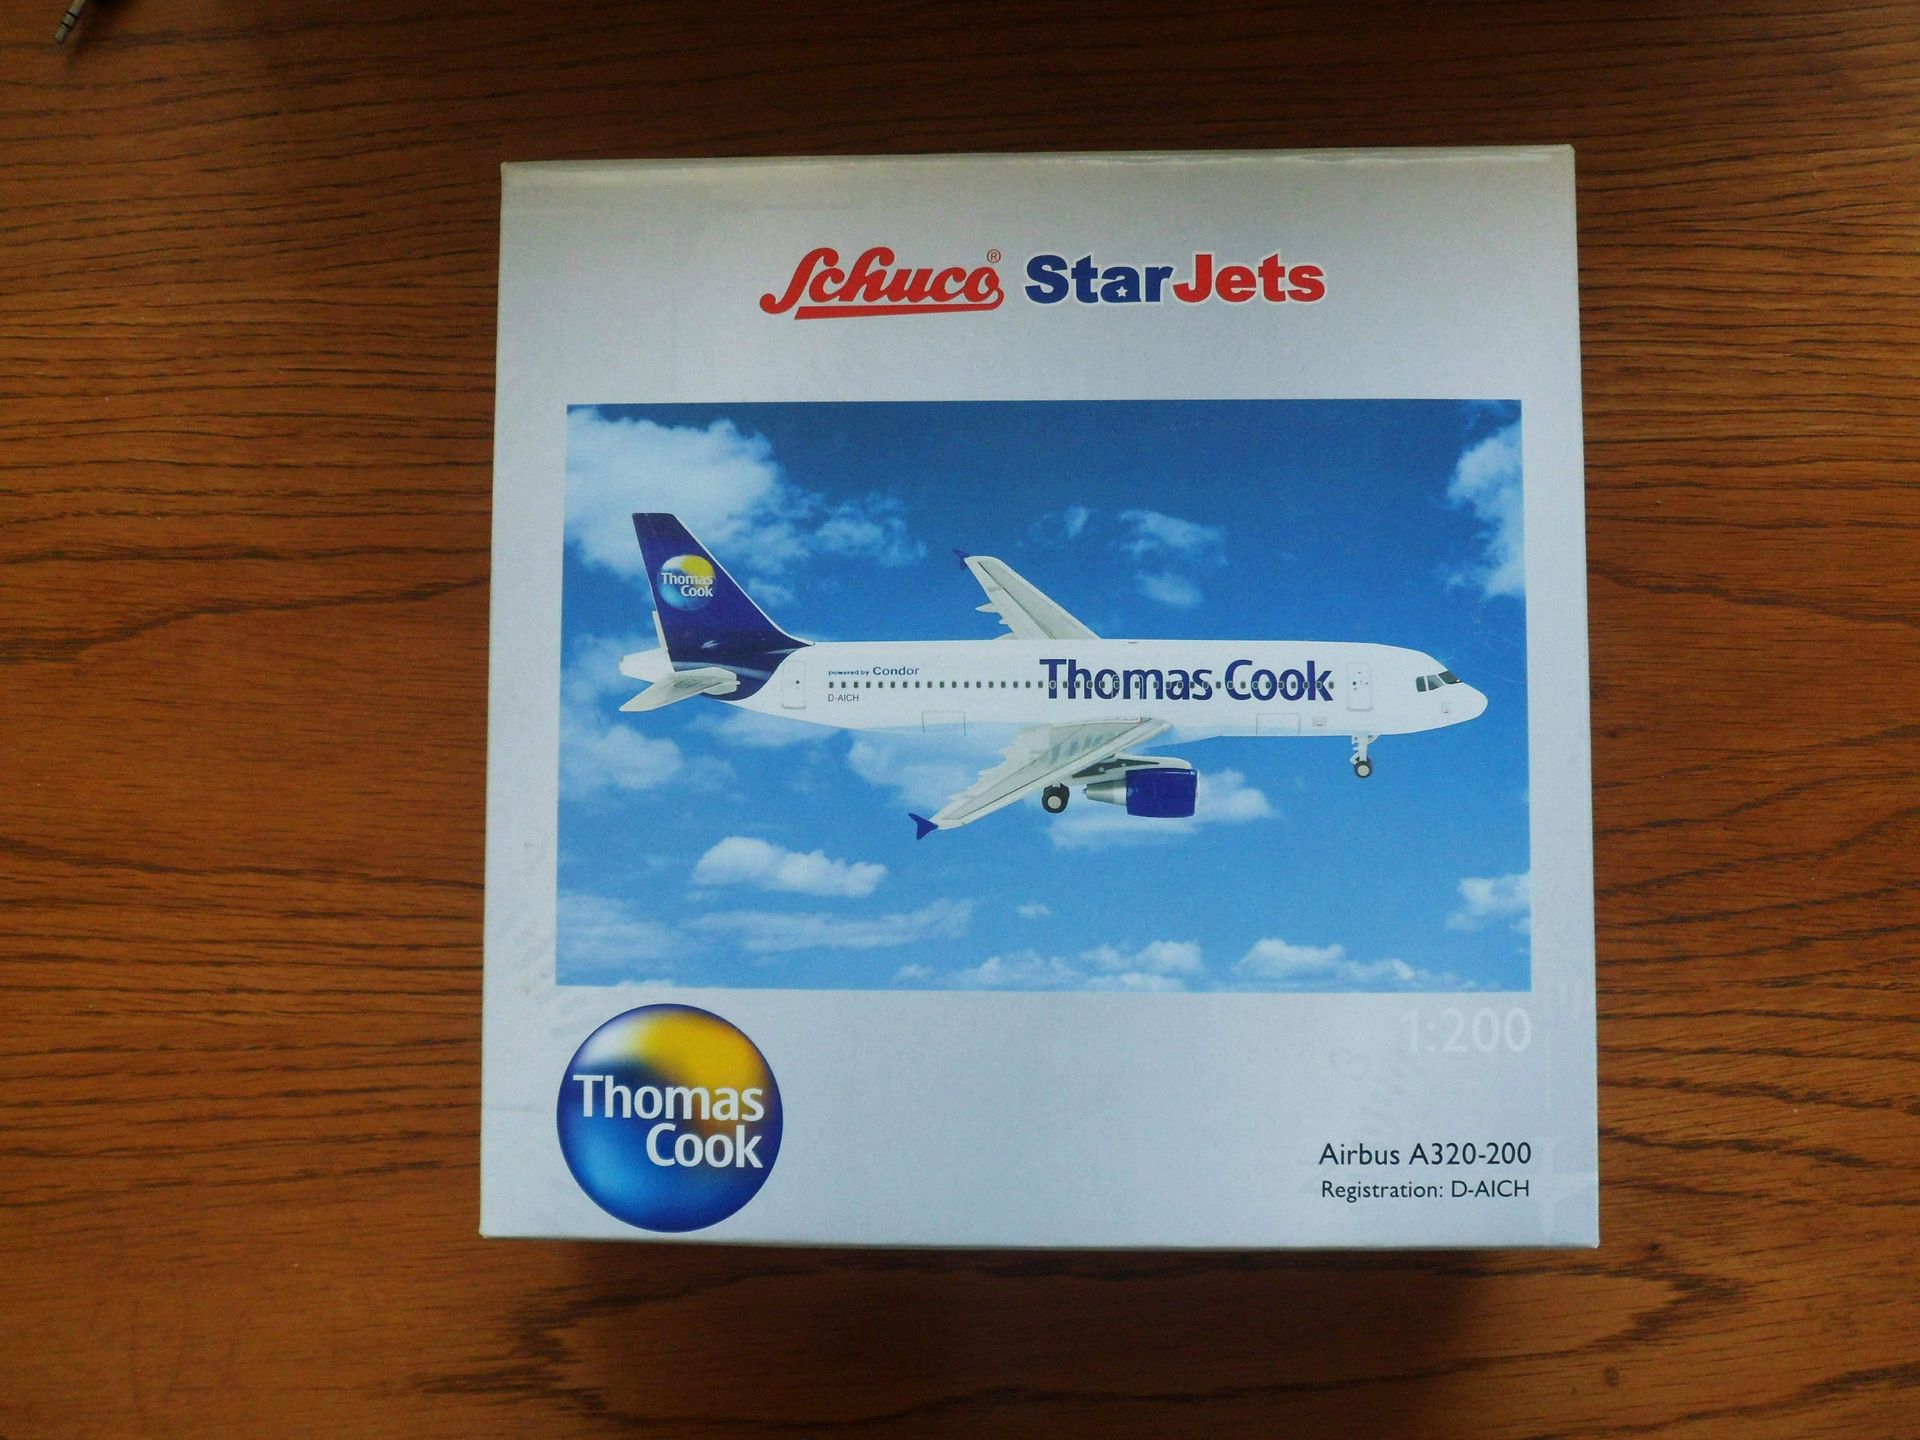 Schuco® StarJets
Thomas
Cook
powered by Condor
Thomas Cook
D-AICH
1:200
Thomas
Cook
Airbus A320-200
Registration: D-AICH